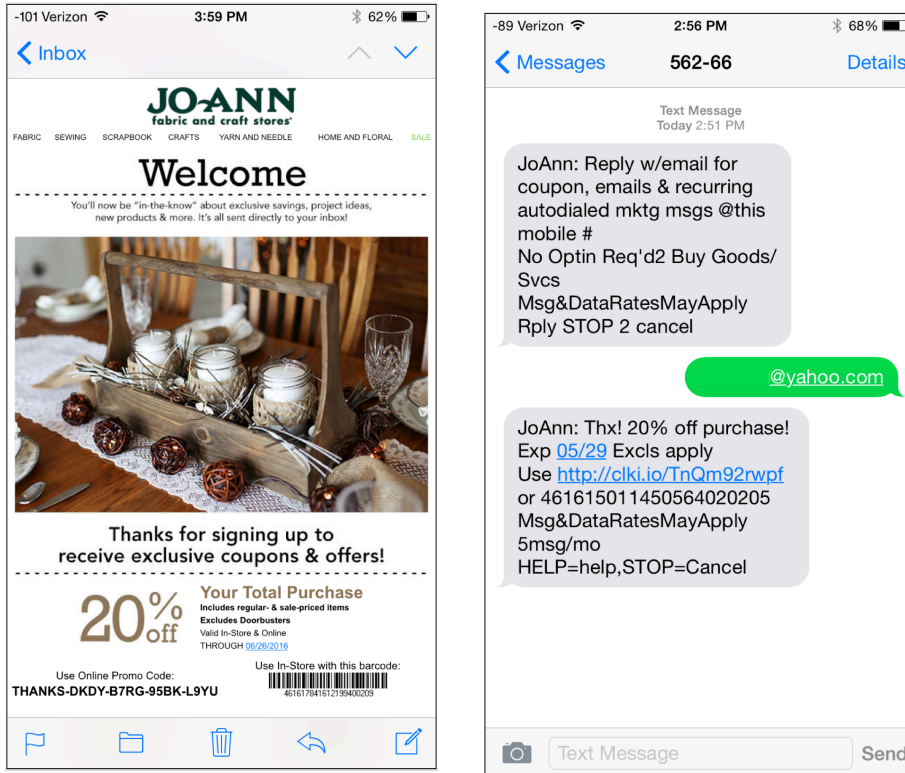 -101 Verizon 3:59 PM 62%
Inbox
JO-ANN
fabric and craft stores®
FABRIC SEWING SCRAPBOOK CRAFTS YARN AND NEEDLE HOME AND FLORAL SALE
Welcome
You'll now be "in-the-know" about exclusive savings, project ideas,
new products & more. It's all sent directly to your inbox!
Thanks for signing up to
receive exclusive coupons & offers!
20% off
Your Total Purchase
Includes regular- & sale-priced items
Excludes Doorbusters
Valid In-Store & Online
THROUGH 06/26/2016
Use Online Promo Code:
THANKS-DKDY-B7RG-95BK-L9YU
Use In-Store with this barcode:
461617841612199400209
-89 Verizon 2:56 PM 68%
Messages 562-66 Details
Text Message
Today 2:51 PM
JoAnn: Reply w/email for
coupon, emails & recurring
autodialed mktg msgs @this
mobile #
No Optin Req'd2 Buy Goods/
Svcs
Msg&DataRatesMayApply
Rply STOP 2 cancel
@yahoo.com
JoAnn: Thx! 20% off purchase!
Exp 05/29 Excls apply
Use http://clki.io/TnQm92rwpf
or 461615011450564020205
Msg&DataRatesMayApply
5msg/mo
HELP=help,STOP=Cancel
Text Message Send